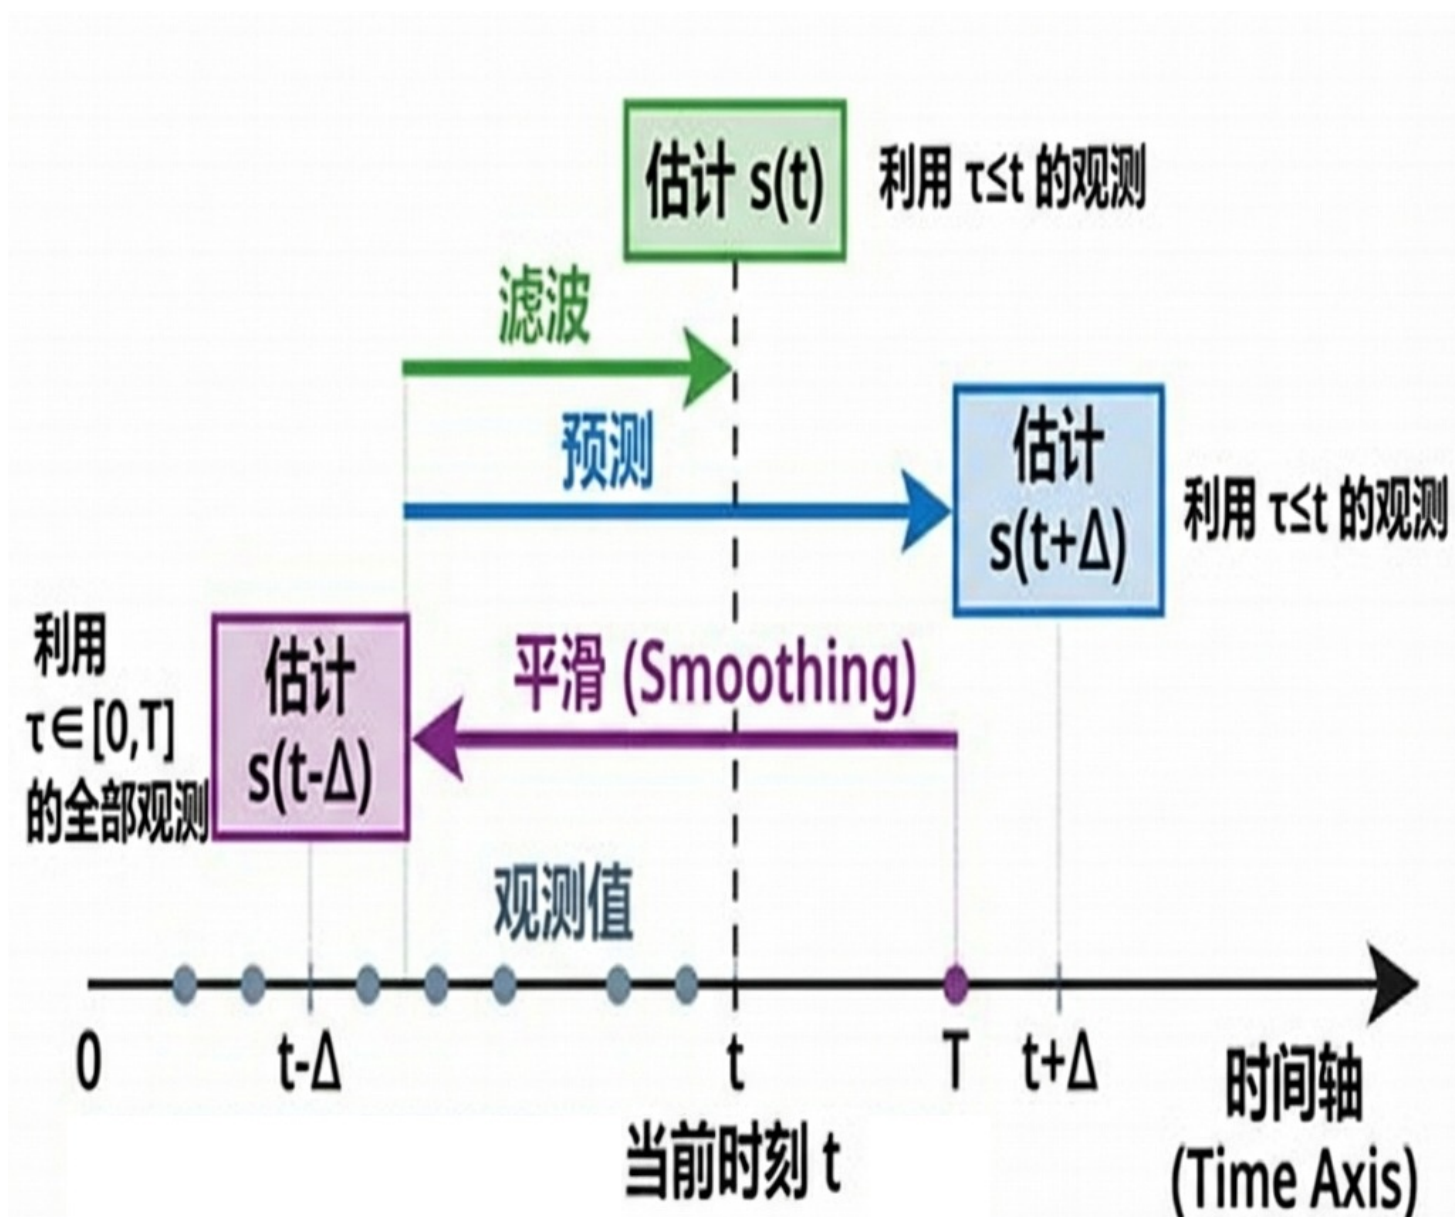 估计 s(t)
利用 τ≤t 的观测
滤波
预测
估计
s(t+Δ)
利用 τ≤t 的观测
利用
τ∈[0,T]
的全部观测
估计
s(t-Δ)
平滑 (Smoothing)
观测值
0
t-Δ
t
T
t+Δ
当前时刻 t
时间轴
(Time Axis)